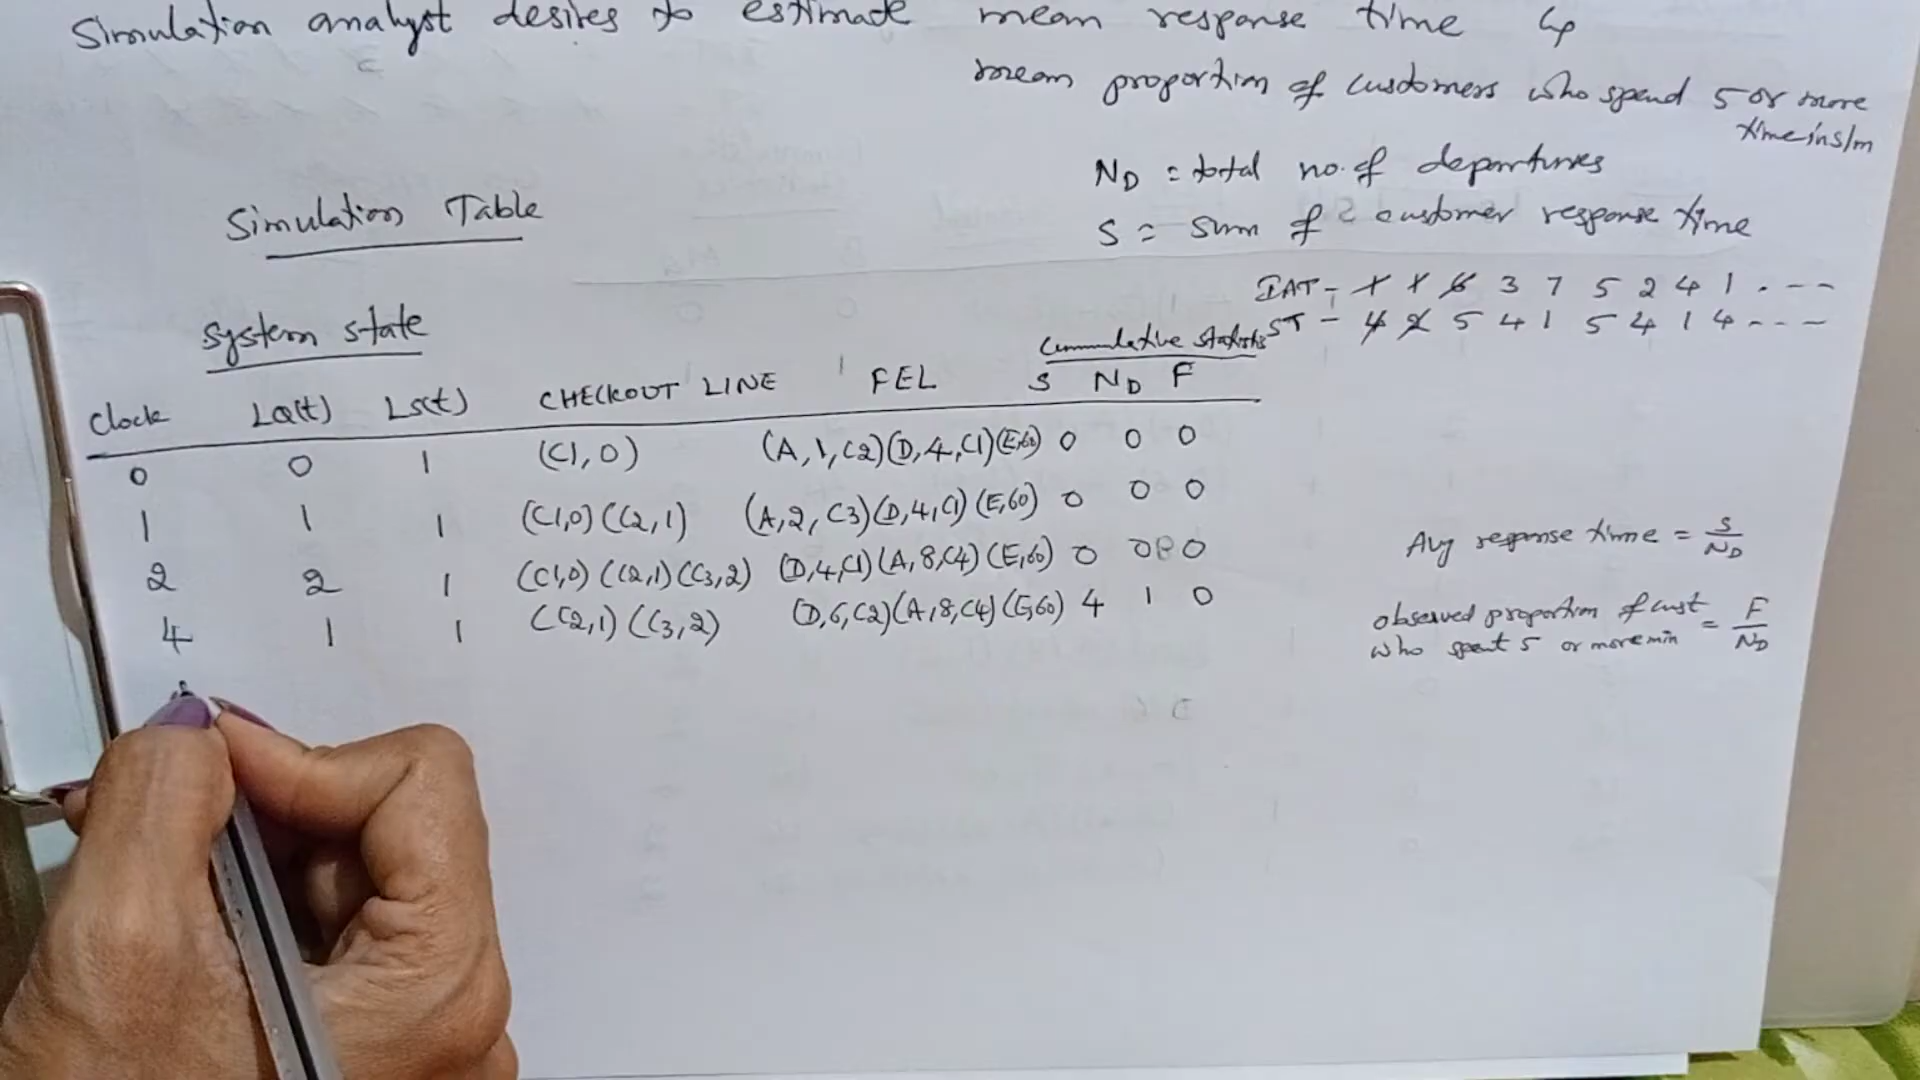 Simulation analyst desires to estimate mean response time &
mean proportion of customers who spend 5 or more
time in s/m
ND = total no. of departures
S = sum of customer response time
Simulation Table
IAT - 1 1 6 3 7 5 2 4 1 . - - -
ST - 4 2 5 4 1 5 4 1 4 - - - -
System state
Cummulative Statistics
Clock LQ(t) LS(t) CHECKOUT LINE FEL S ND F
0 0 1 (C1,0) (A,1,C2)(D,4,C1)(E,60) 0 0 0
1 1 1 (C1,0)(C2,1) (A,2,C3)(D,4,C1)(E,60) 0 0 0
2 2 1 (C1,0)(C2,1)(C3,2) (D,4,C1)(A,8,C4)(E,60) 0 0 0
4 1 1 (C2,1)(C3,2) (D,6,C2)(A,8,C4)(E,60) 4 1 0
Avg response time = S/ND
observed proportion of cust
who spent 5 or more min = F/ND